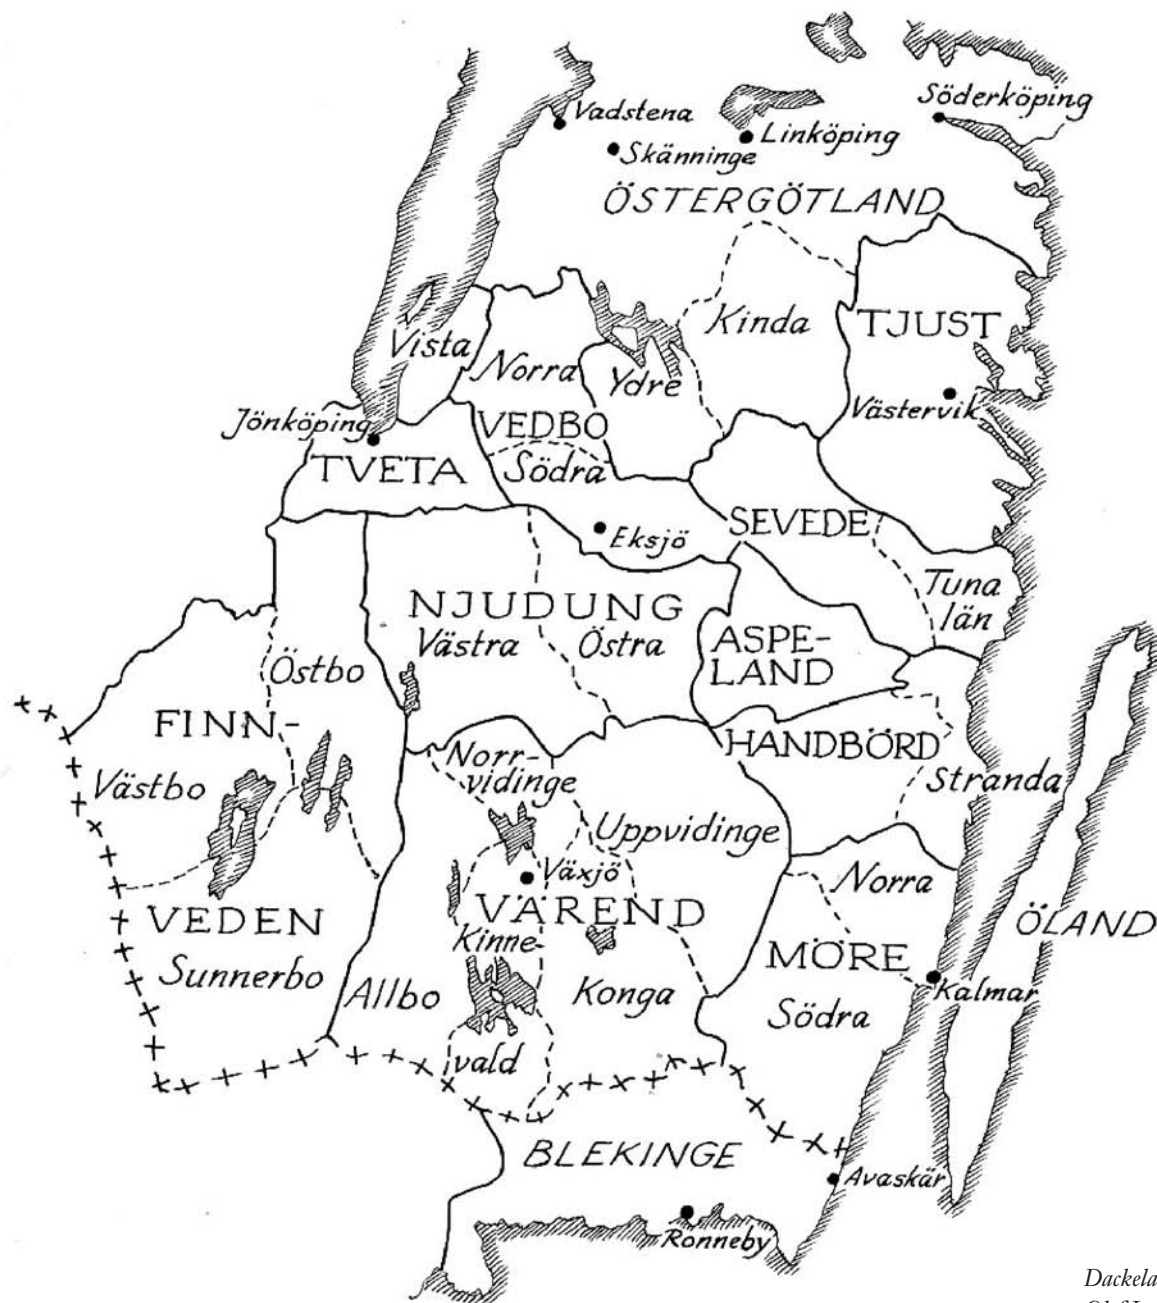 Söderköping
Vadstena
Linköping
Skänninge
ÖSTERGÖTLAND
Kinda
TJUST
Vista
Norra
Ydre
Västervik
Jönköping
VEDBO
TVETA
Södra
SEVEDE
Eksjö
Tuna
län
NJUDUNG
Västra
Östra
ASPE-
LAND
Östbo
FINN-
HANDBÖRD
Norr-
vidinge
Västbo
Stranda
Uppvidinge
Växjö
Norra
VEDEN
VÄREND
ÖLAND
Kinne-
MÖRE
Sunnerbo
Allbo
Konga
Kalmar
Södra
vald
BLEKINGE
Avaskär
Ronneby
Dackela